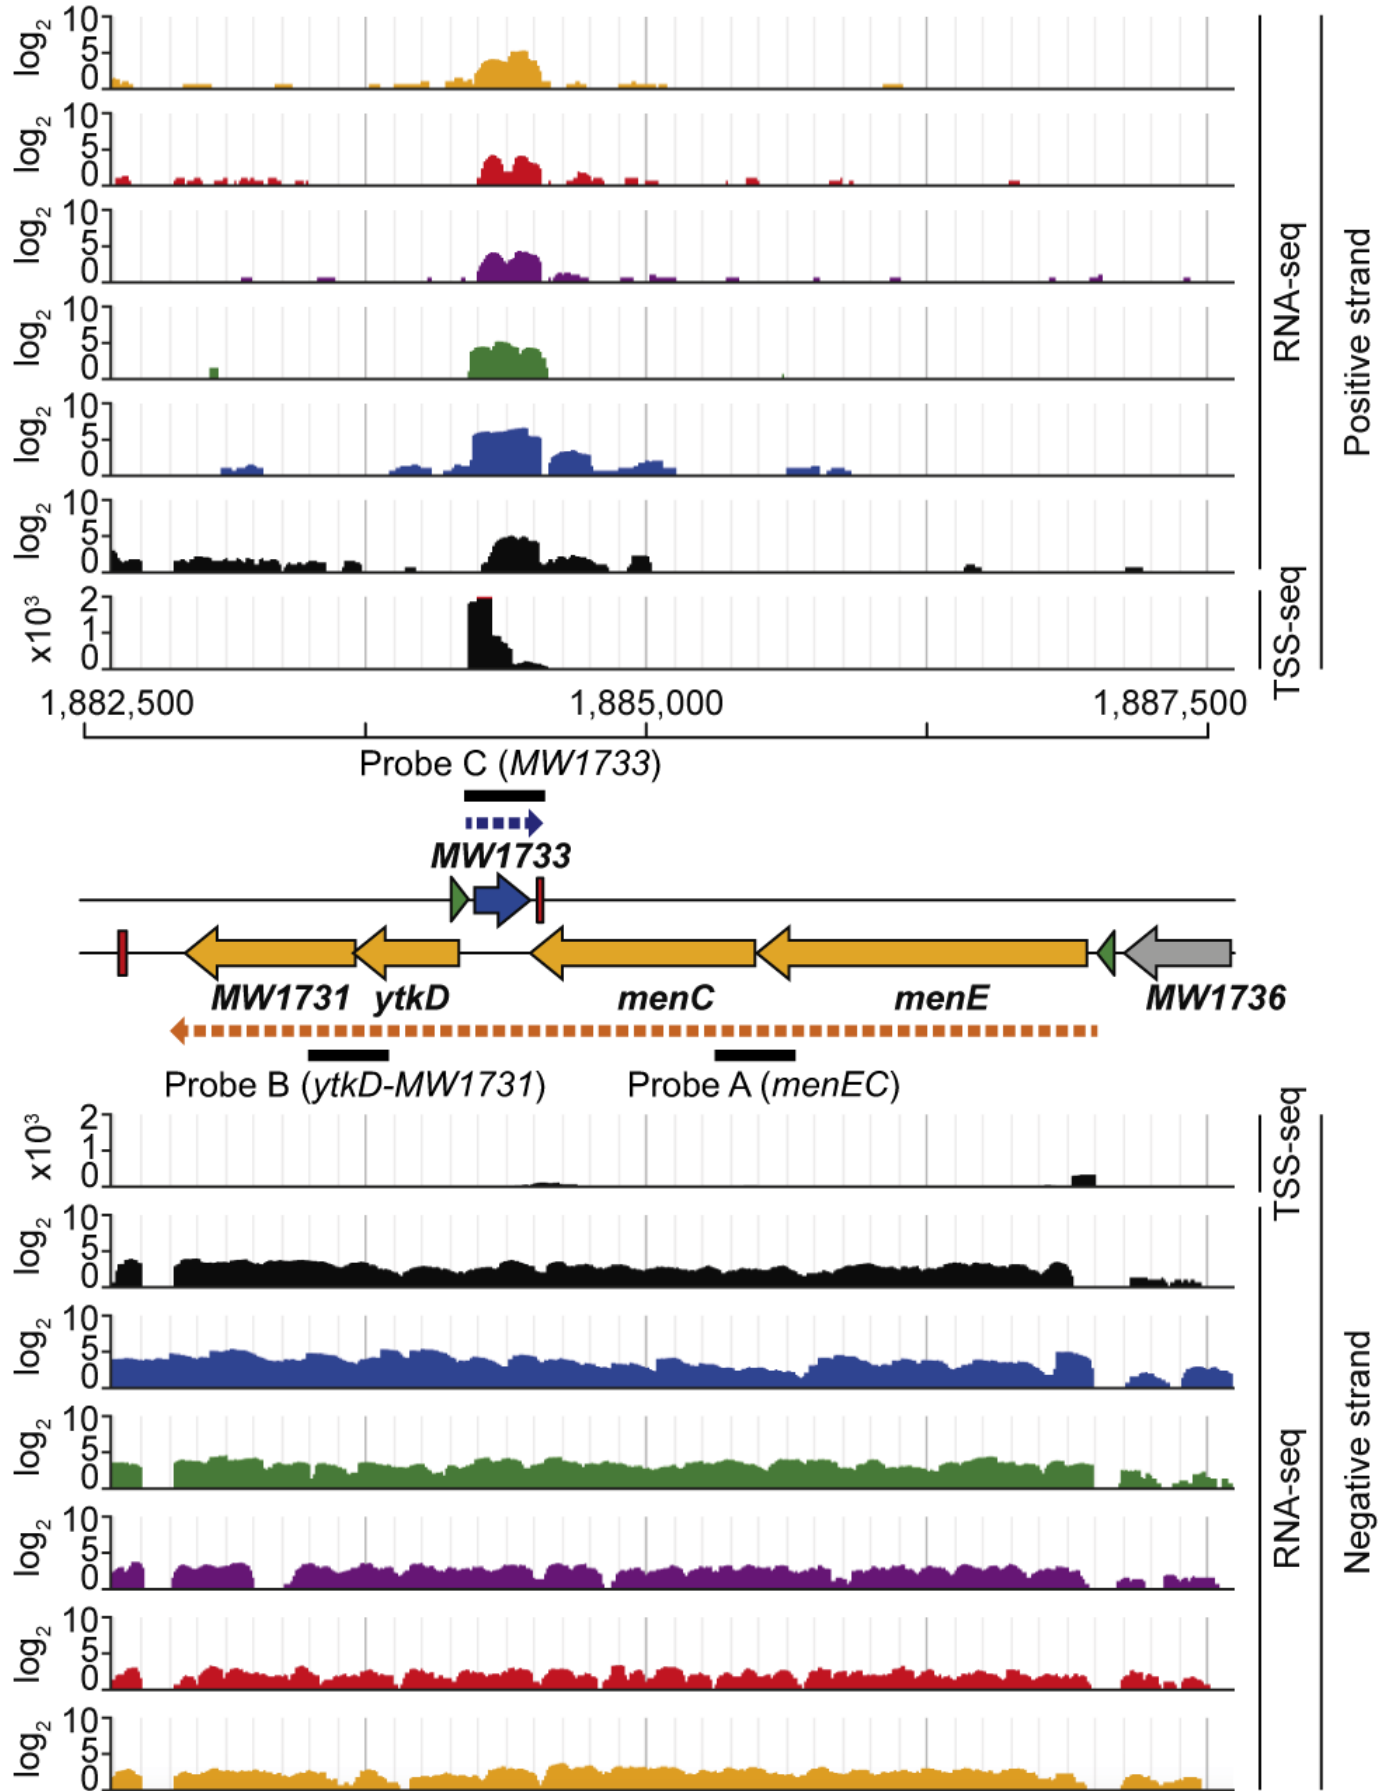 log2 10 5 0
log2 10 5 0
log2 10 5 0
log2 10 5 0
log2 10 5 0
log2 10 5 0
x10³ 2 1 0
RNA-seq
TSS-seq
Positive strand
1,882,500 1,885,000 1,887,500
Probe C (MW1733)
MW1733
MW1731 ytkD menC menE MW1736
Probe B (ytkD-MW1731) Probe A (menEC)
x10³ 2 1 0
log2 10 5 0
log2 10 5 0
log2 10 5 0
log2 10 5 0
log2 10 5 0
log2 10 5 0
TSS-seq
RNA-seq
Negative strand